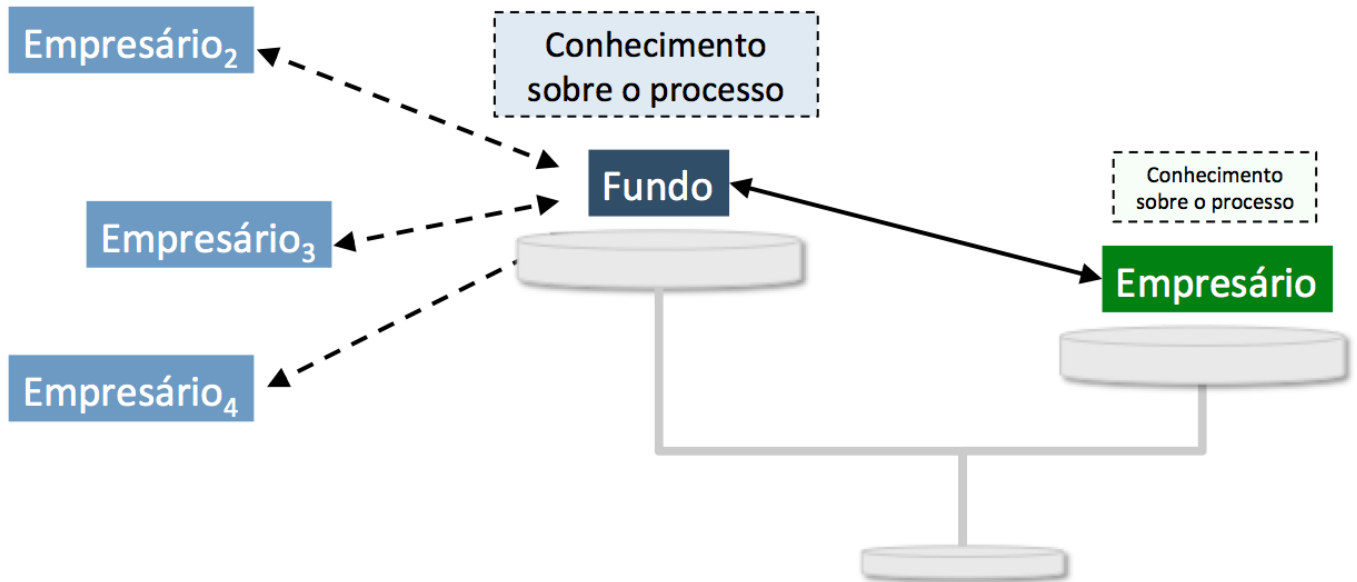 Empresário₂
Conhecimento
sobre o processo
Fundo
Conhecimento
sobre o processo
Empresário₃
Empresário
Empresário₄